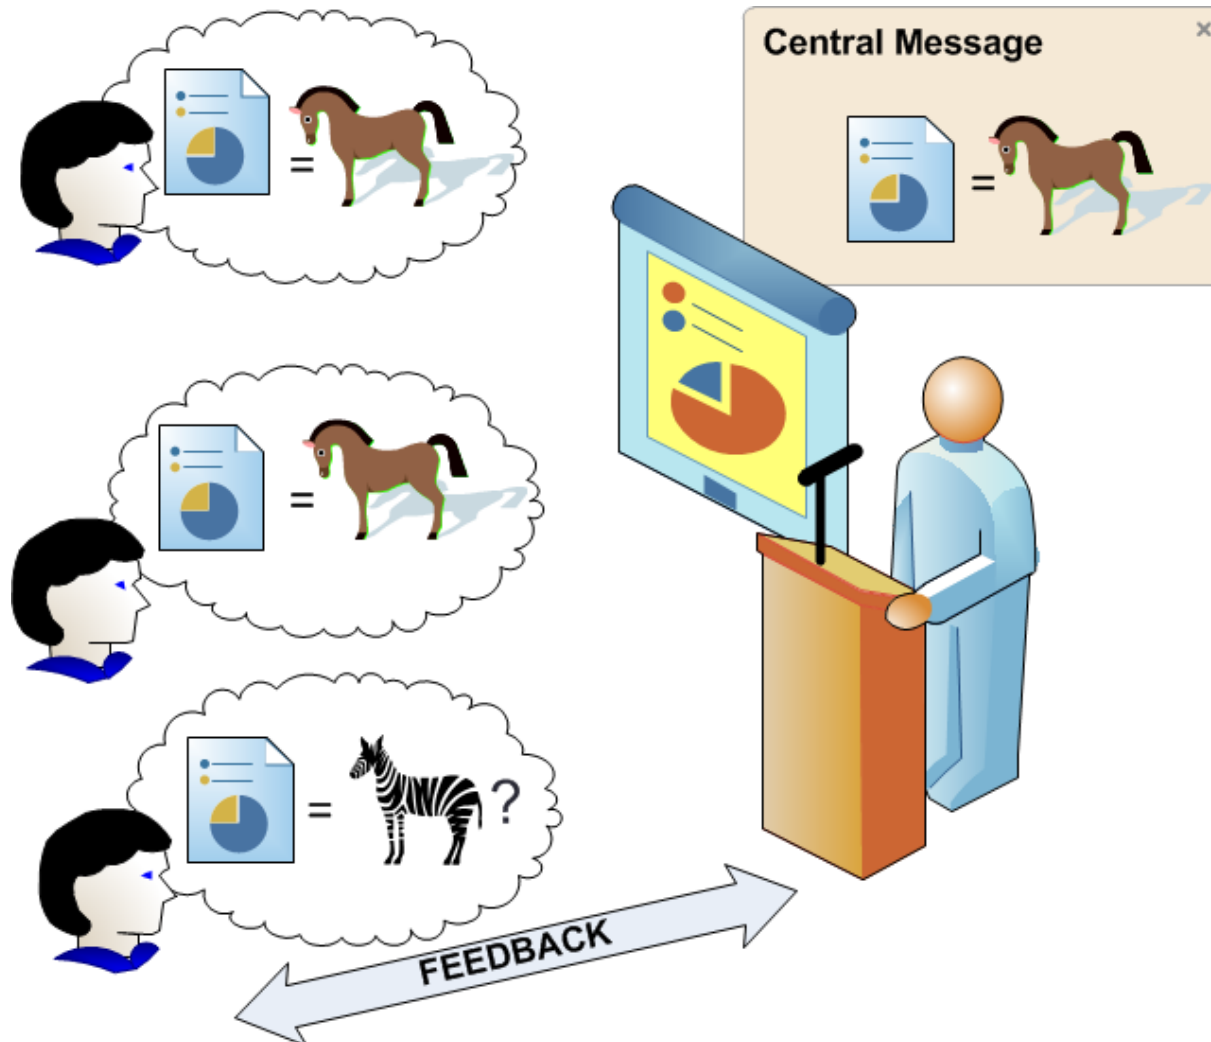 Central Message
=
=
=
= ?
FEEDBACK